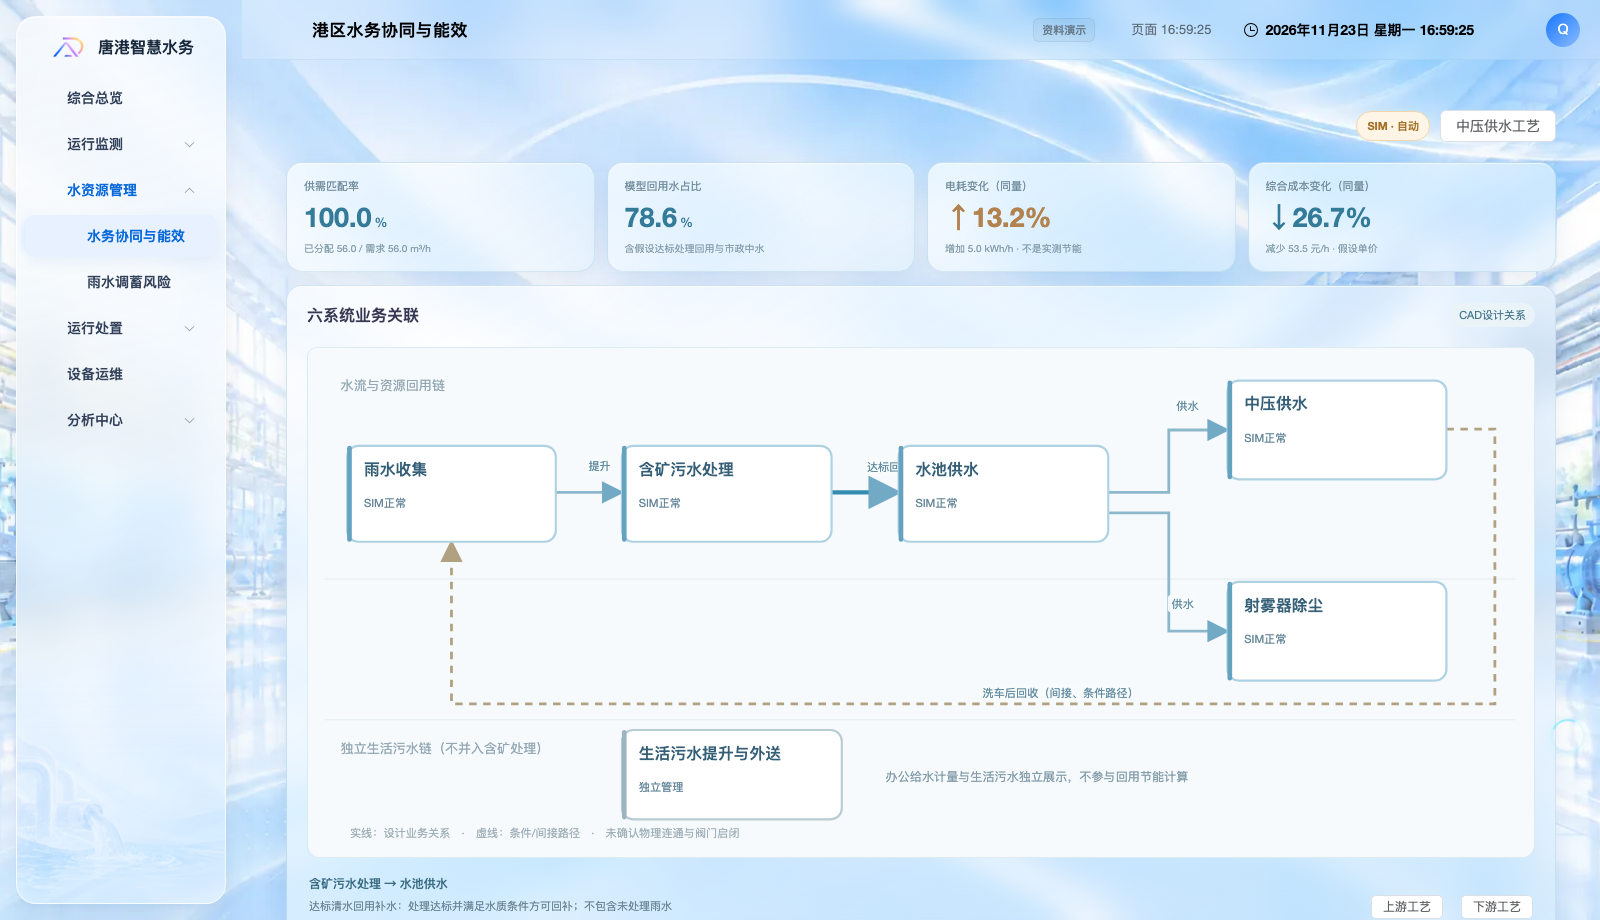 唐港智慧水务
港区水务协同与能效
资料演示
页面 16:59:25
2026年11月23日 星期一 16:59:25
Q
综合总览
运行监测
水资源管理
水务协同与能效
雨水调蓄风险
运行处置
设备运维
分析中心
SIM · 自动
中压供水工艺
供需匹配率
100.0 %
已分配 56.0 / 需求 56.0 m³/h
模型回用水占比
78.6 %
含假设达标处理回用与市政中水
电耗变化（同量）
↑13.2%
增加 5.0 kWh/h · 不是实测节能
综合成本变化（同量）
↓26.7%
减少 53.5 元/h · 假设单价
六系统业务关联
CAD设计关系
水流与资源回用链
雨水收集
SIM正常
提升
含矿污水处理
SIM正常
达标回
水池供水
SIM正常
供水
中压供水
SIM正常
供水
射雾器除尘
SIM正常
洗车后回收（间接、条件路径）
独立生活污水链（不并入含矿处理）
生活污水提升与外送
独立管理
办公给水计量与生活污水独立展示，不参与回用节能计算
实线：设计业务关系 · 虚线：条件/间接路径 · 未确认物理连通与阀门启闭
含矿污水处理 → 水池供水
达标清水回用补水：处理达标并满足水质条件方可回补；不包含未处理雨水
上游工艺
下游工艺